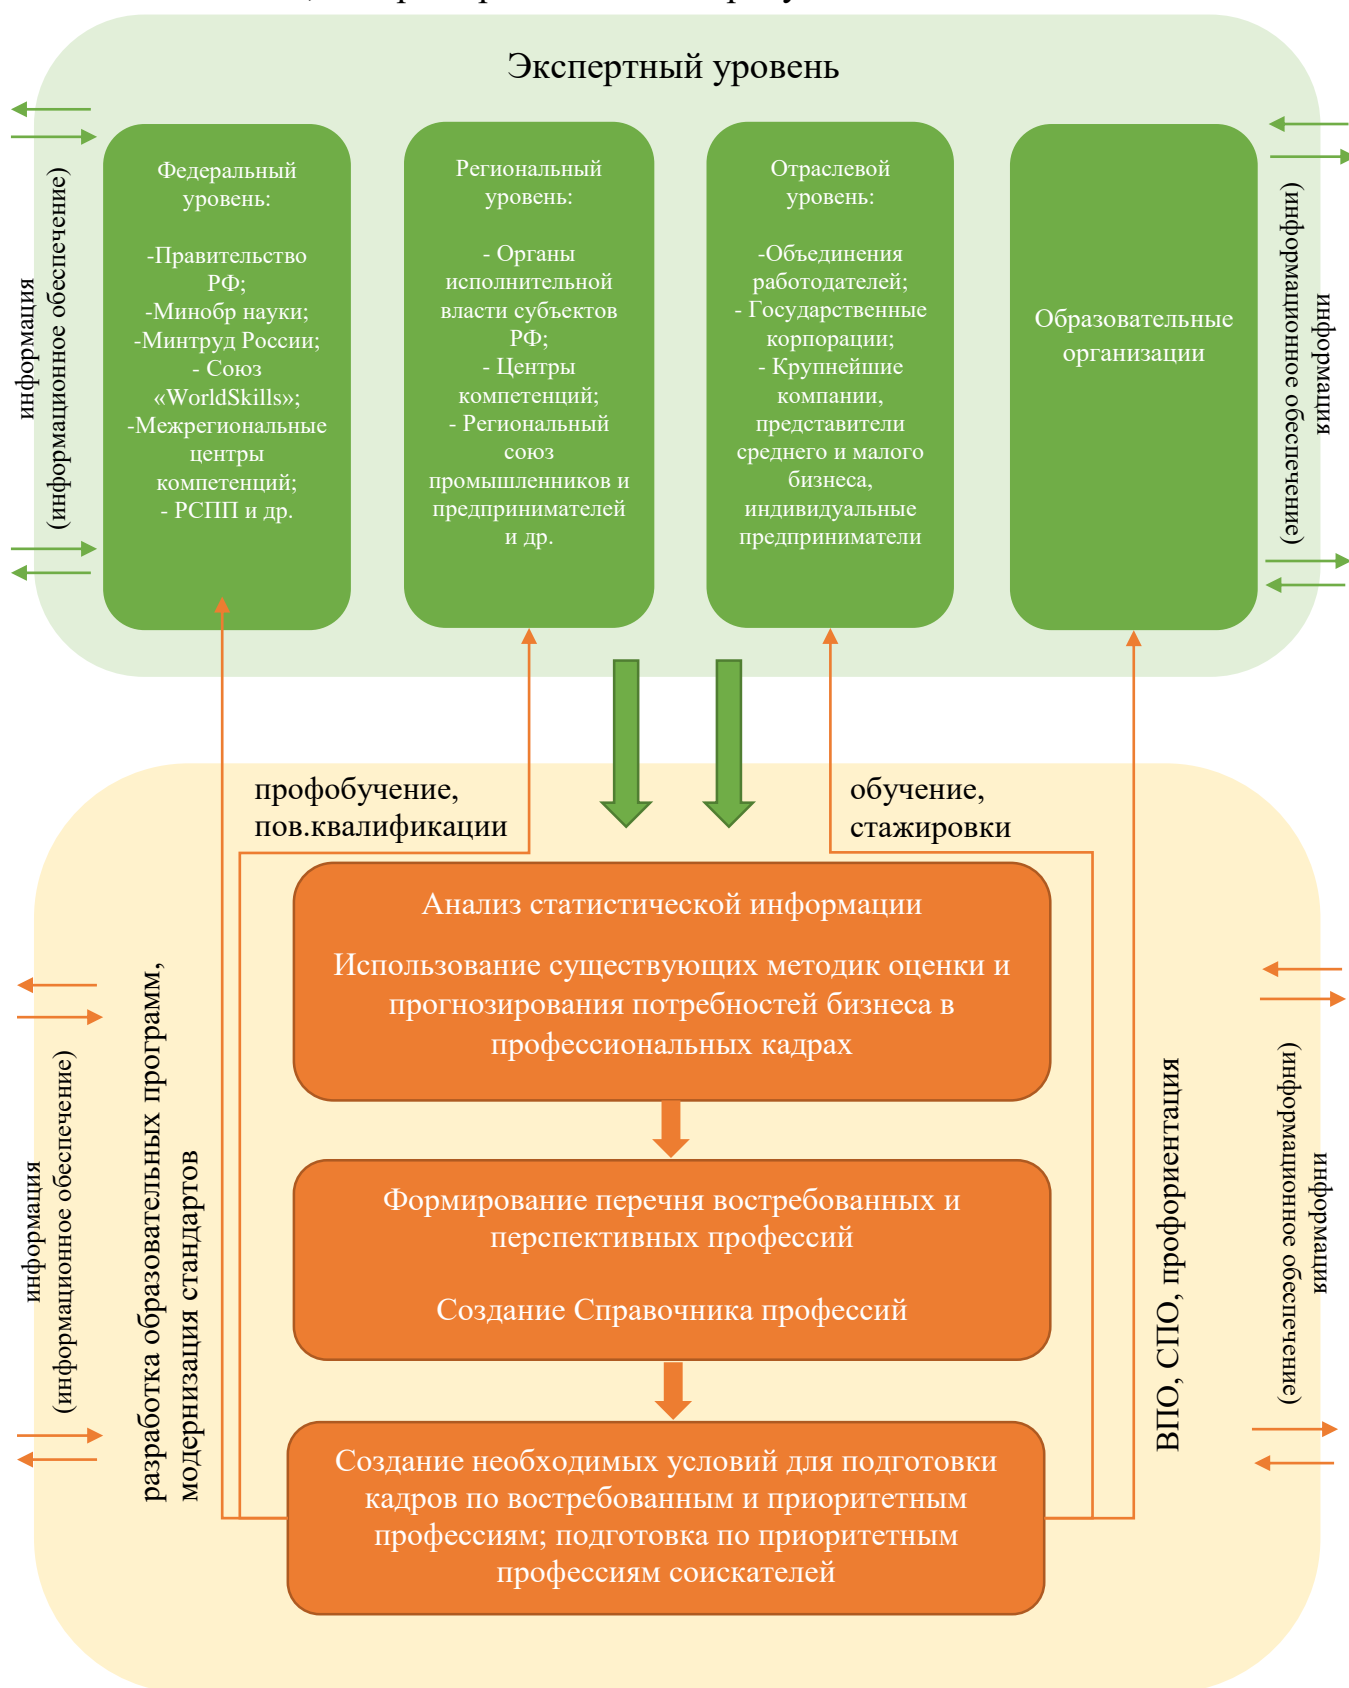 Экспертный уровень
информация
(информационное обеспечение)
Федеральный
уровень:
-Правительство
РФ;
-Минобр науки;
-Минтруд России;
- Союз
«WorldSkills»;
-Межрегиональные
центры
компетенций;
- РСПП и др.
Региональный
уровень:
- Органы
исполнительной
власти субъектов
РФ;
- Центры
компетенций;
- Региональный
союз
промышленников и
предпринимателей
и др.
Отраслевой
уровень:
-Объединения
работодателей;
- Государственные
корпорации;
- Крупнейшие
компании,
представители
среднего и малого
бизнеса,
индивидуальные
предприниматели
Образовательные
организации
информация
(информационное обеспечение)
профобучение,
пов.квалификации
обучение,
стажировки
информация
(информационное обеспечение)
разработка образовательных программ,
модернизация стандартов
Анализ статистической информации
Использование существующих методик оценки и
прогнозирования потребностей бизнеса в
профессиональных кадрах
Формирование перечня востребованных и
перспективных профессий
Создание Справочника профессий
Создание необходимых условий для подготовки
кадров по востребованным и приоритетным
профессиям; подготовка по приоритетным
профессиям соискателей
ВПО, СПО, профориентация
информация
(информационное обеспечение)